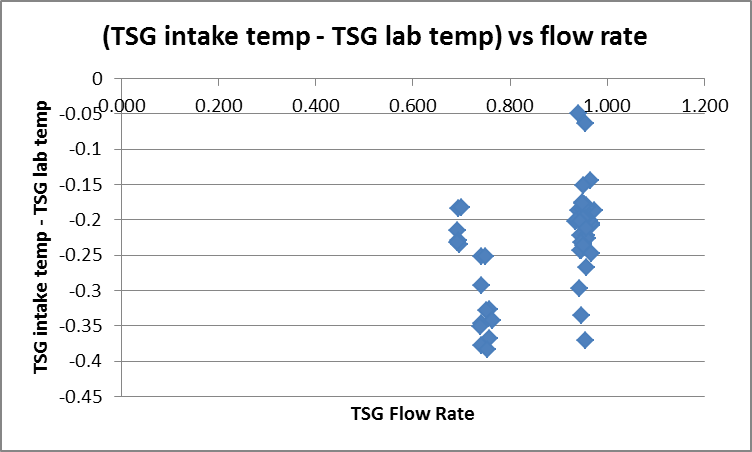 (TSG intake temp - TSG lab temp) vs flow rate
TSG intake temp - TSG lab temp
0
0.000 0.200 0.400 0.600 0.800 1.000 1.200
-0.05
-0.1
-0.15
-0.2
-0.25
-0.3
-0.35
-0.4
-0.45
TSG Flow Rate